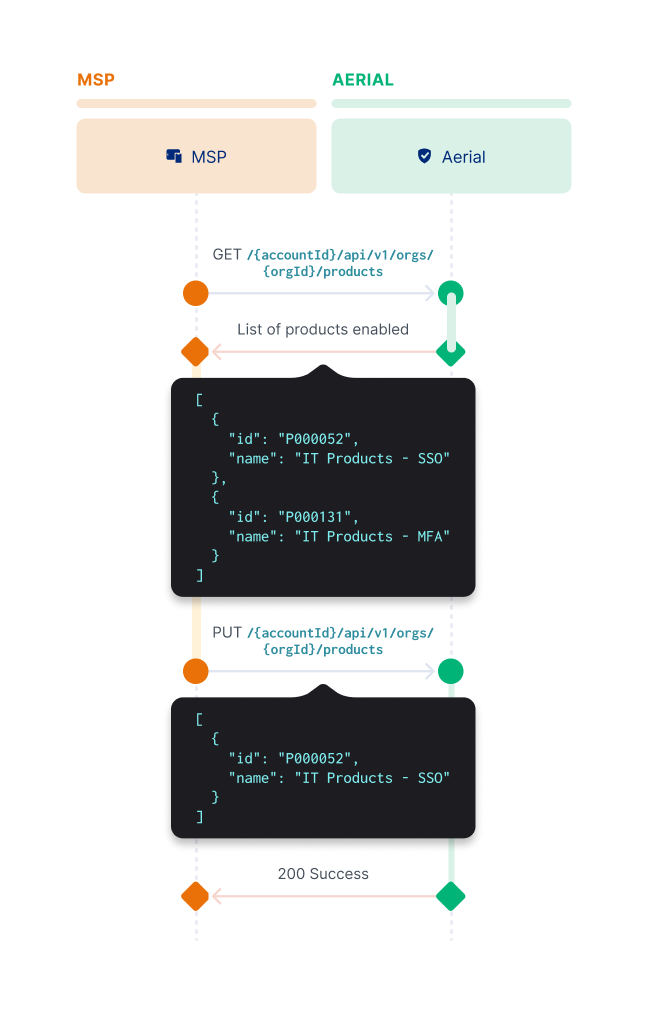 MSP
AERIAL
MSP
Aerial
GET /{accountId}/api/v1/orgs/
{orgId}/products
List of products enabled
[
  {
    "id": "P000052",
    "name": "IT Products - SSO"
  },
  {
    "id": "P000131",
    "name": "IT Products - MFA"
  }
]
PUT /{accountId}/api/v1/orgs/
{orgId}/products
[
  {
    "id": "P000052",
    "name": "IT Products - SSO"
  }
]
200 Success